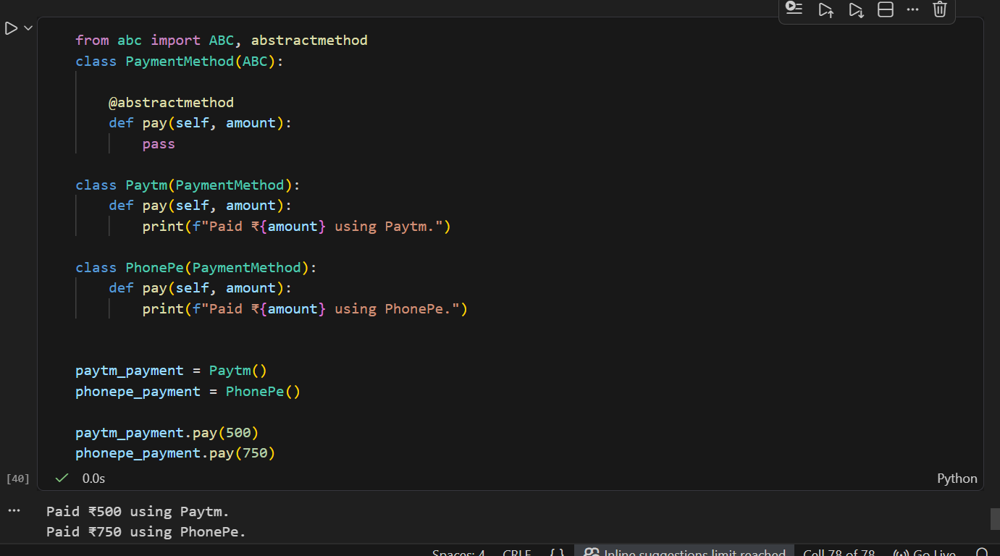 from abc import ABC, abstractmethod
class PaymentMethod(ABC):
@abstractmethod
def pay(self, amount):
pass
class Paytm(PaymentMethod):
def pay(self, amount):
print(f"Paid ₹{amount} using Paytm.")
class PhonePe(PaymentMethod):
def pay(self, amount):
print(f"Paid ₹{amount} using PhonePe.")
paytm_payment = Paytm()
phonepe_payment = PhonePe()
paytm_payment.pay(500)
phonepe_payment.pay(750)
[40] 0.0s Python
Paid ₹500 using Paytm.
Paid ₹750 using PhonePe.
Spaces: 4 CRLF { } Inline suggestions limit reached Cell 78 of 78 Go Live